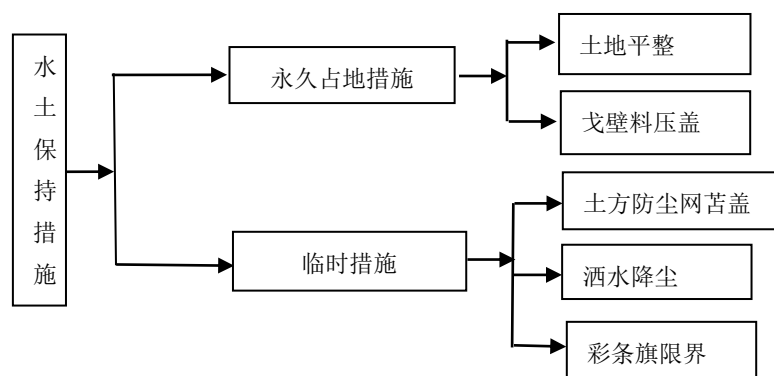 水土保持措施
永久占地措施
土地平整
戈壁料压盖
临时措施
土方防尘网苫盖
洒水降尘
彩条旗限界